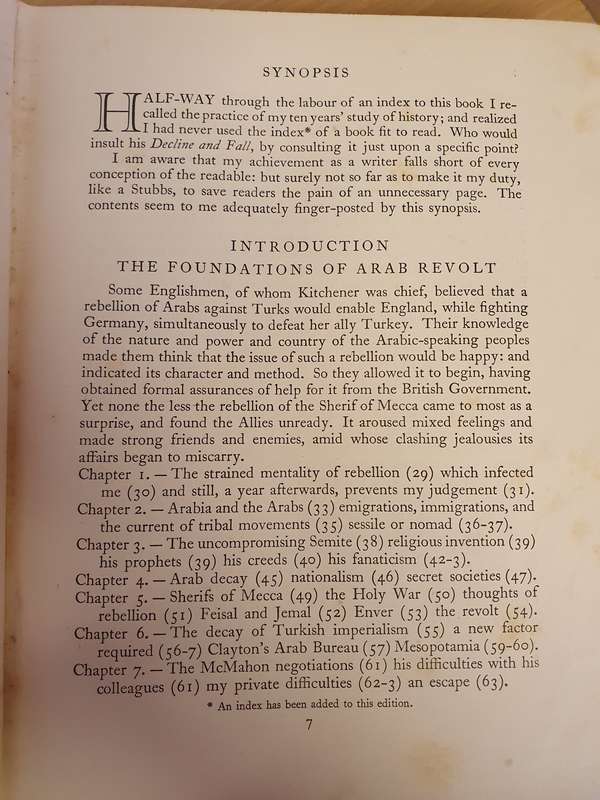 SYNOPSIS
HALF-WAY through the labour of an index to this book I re-
called the practice of my ten years' study of history; and realized
I had never used the index* of a book fit to read. Who would
insult his Decline and Fall, by consulting it just upon a specific point?
I am aware that my achievement as a writer falls short of every
conception of the readable: but surely not so far as to make it my duty,
like a Stubbs, to save readers the pain of an unnecessary page. The
contents seem to me adequately finger-posted by this synopsis.
INTRODUCTION
THE FOUNDATIONS OF ARAB REVOLT
Some Englishmen, of whom Kitchener was chief, believed that a
rebellion of Arabs against Turks would enable England, while fighting
Germany, simultaneously to defeat her ally Turkey. Their knowledge
of the nature and power and country of the Arabic-speaking peoples
made them think that the issue of such a rebellion would be happy: and
indicated its character and method. So they allowed it to begin, having
obtained formal assurances of help for it from the British Government.
Yet none the less the rebellion of the Sherif of Mecca came to most as a
surprise, and found the Allies unready. It aroused mixed feelings and
made strong friends and enemies, amid whose clashing jealousies its
affairs began to miscarry.
Chapter 1. — The strained mentality of rebellion (29) which infected
me (30) and still, a year afterwards, prevents my judgement (31).
Chapter 2. — Arabia and the Arabs (33) emigrations, immigrations, and
the current of tribal movements (35) sessile or nomad (36–37).
Chapter 3. — The uncompromising Semite (38) religious invention (39)
his prophets (39) his creeds (40) his fanaticism (42–3).
Chapter 4. — Arab decay (45) nationalism (46) secret societies (47).
Chapter 5. — Sherifs of Mecca (49) the Holy War (50) thoughts of
rebellion (51) Feisal and Jemal (52) Enver (53) the revolt (54).
Chapter 6. — The decay of Turkish imperialism (55) a new factor
required (56–7) Clayton's Arab Bureau (57) Mesopotamia (59–60).
Chapter 7. — The McMahon negotiations (61) his difficulties with his
colleagues (61) my private difficulties (62–3) an escape (63).
* An index has been added to this edition.
7